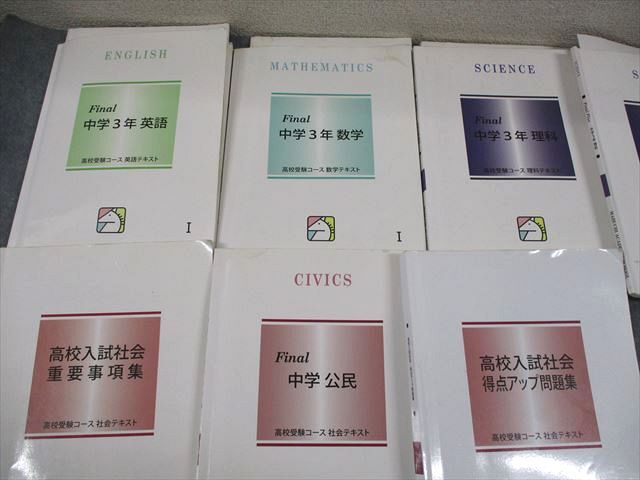 ENGLISH
Final
中学3年 英語
高校受験コース 英語テキスト
I
MATHEMATICS
Final
中学3年 数学
高校受験コース 数学テキスト
I
SCIENCE
Final
中学3年 理科
高校受験コース 理科テキスト
S
高校入試社会
重要事項集
高校受験コース 社会テキスト
CIVICS
Final
中学 公民
高校受験コース 社会テキスト
高校入試社会
得点アップ問題集
高校受験コース 社会テキスト